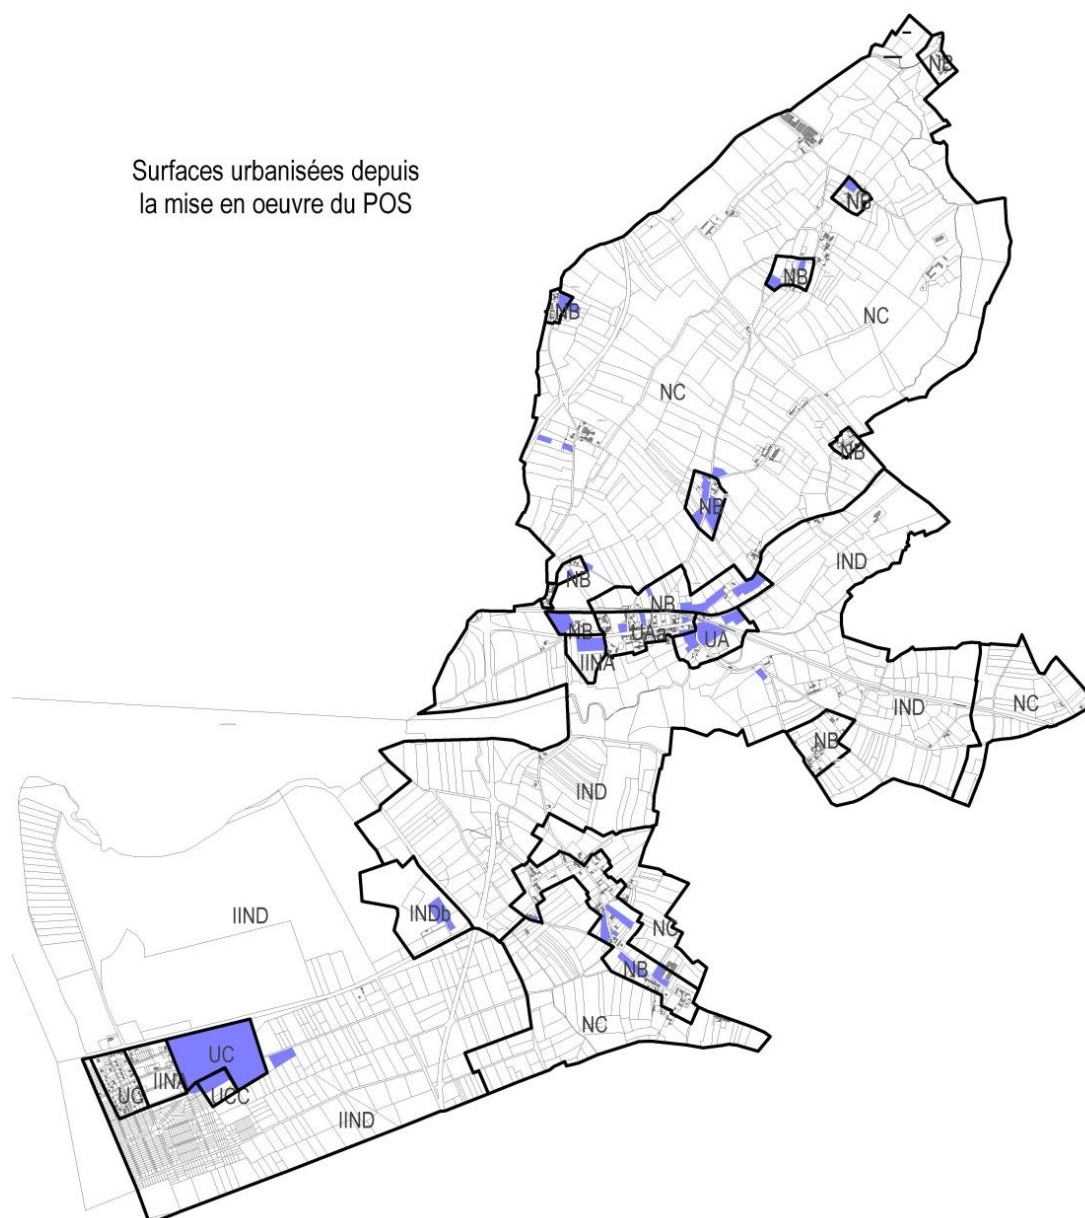 Surfaces urbanisées depuis
la mise en oeuvre du POS
NB
NB
NB
NB
NC
NC
NB
NB
IND
NB
NB
NB
UAa
UA
IINA
NC
IND
NB
IND
INDb
IIND
NC
NB
NC
UC
IINA
UC
UCC
IIND